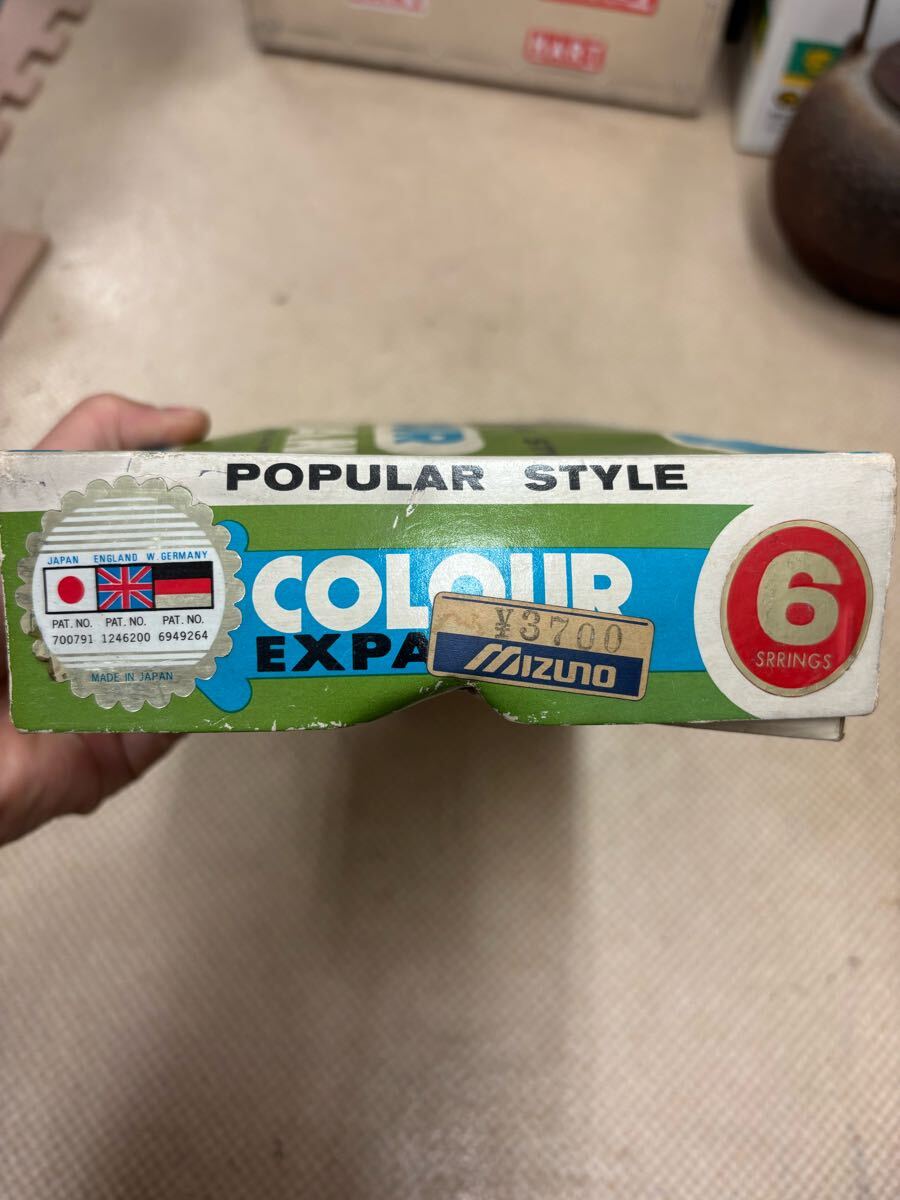 HART
POPULAR STYLE
JAPAN ENGLAND W.GERMANY
PAT. NO. PAT. NO. PAT. NO.
700791 1246200 6949264
MADE IN JAPAN
COLOUR
EXPA
¥3700
MIZUNO
6
SRRINGS